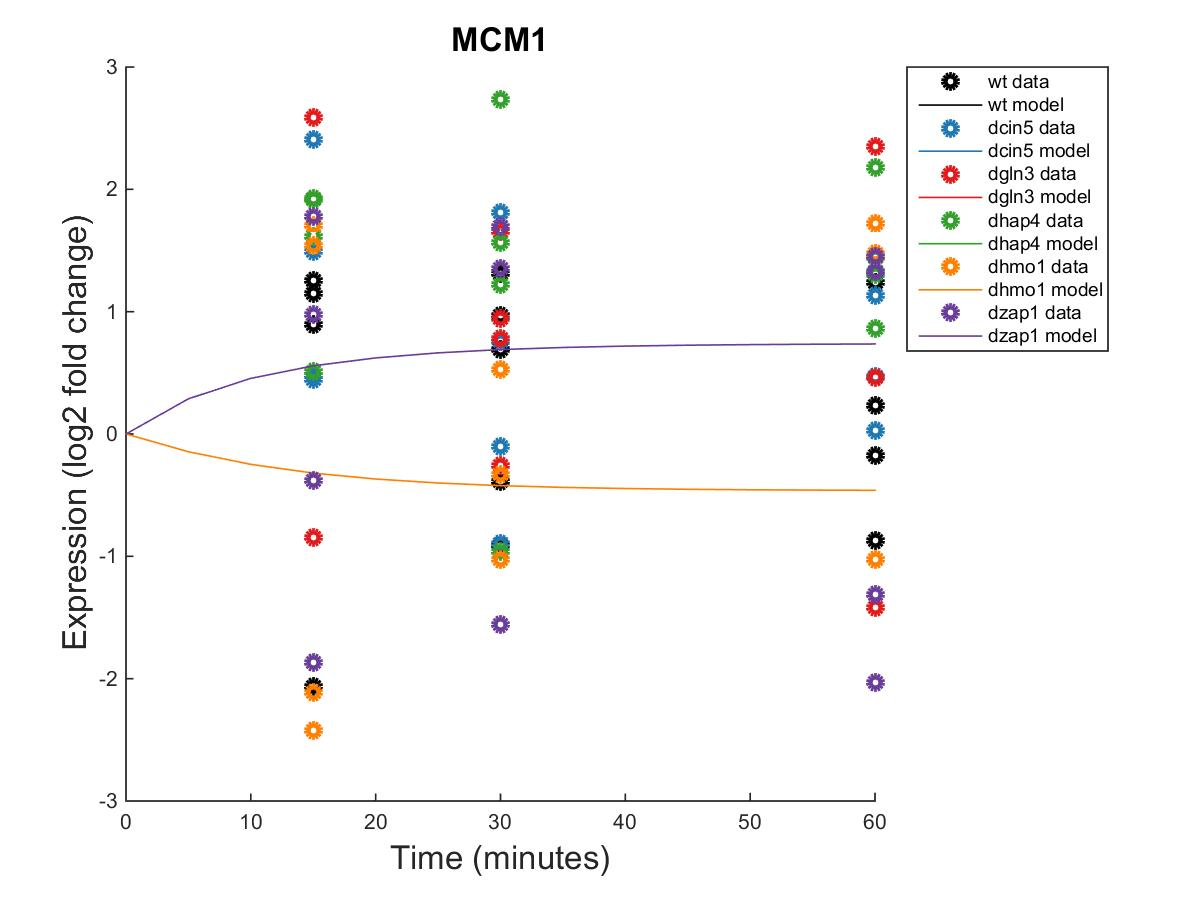 MCM1
Expression (log2 fold change)
3
2
1
0
-1
-2
-3
0 10 20 30 40 50 60
Time (minutes)
wt data
wt model
dcin5 data
dcin5 model
dgln3 data
dgln3 model
dhap4 data
dhap4 model
dhmo1 data
dhmo1 model
dzap1 data
dzap1 model